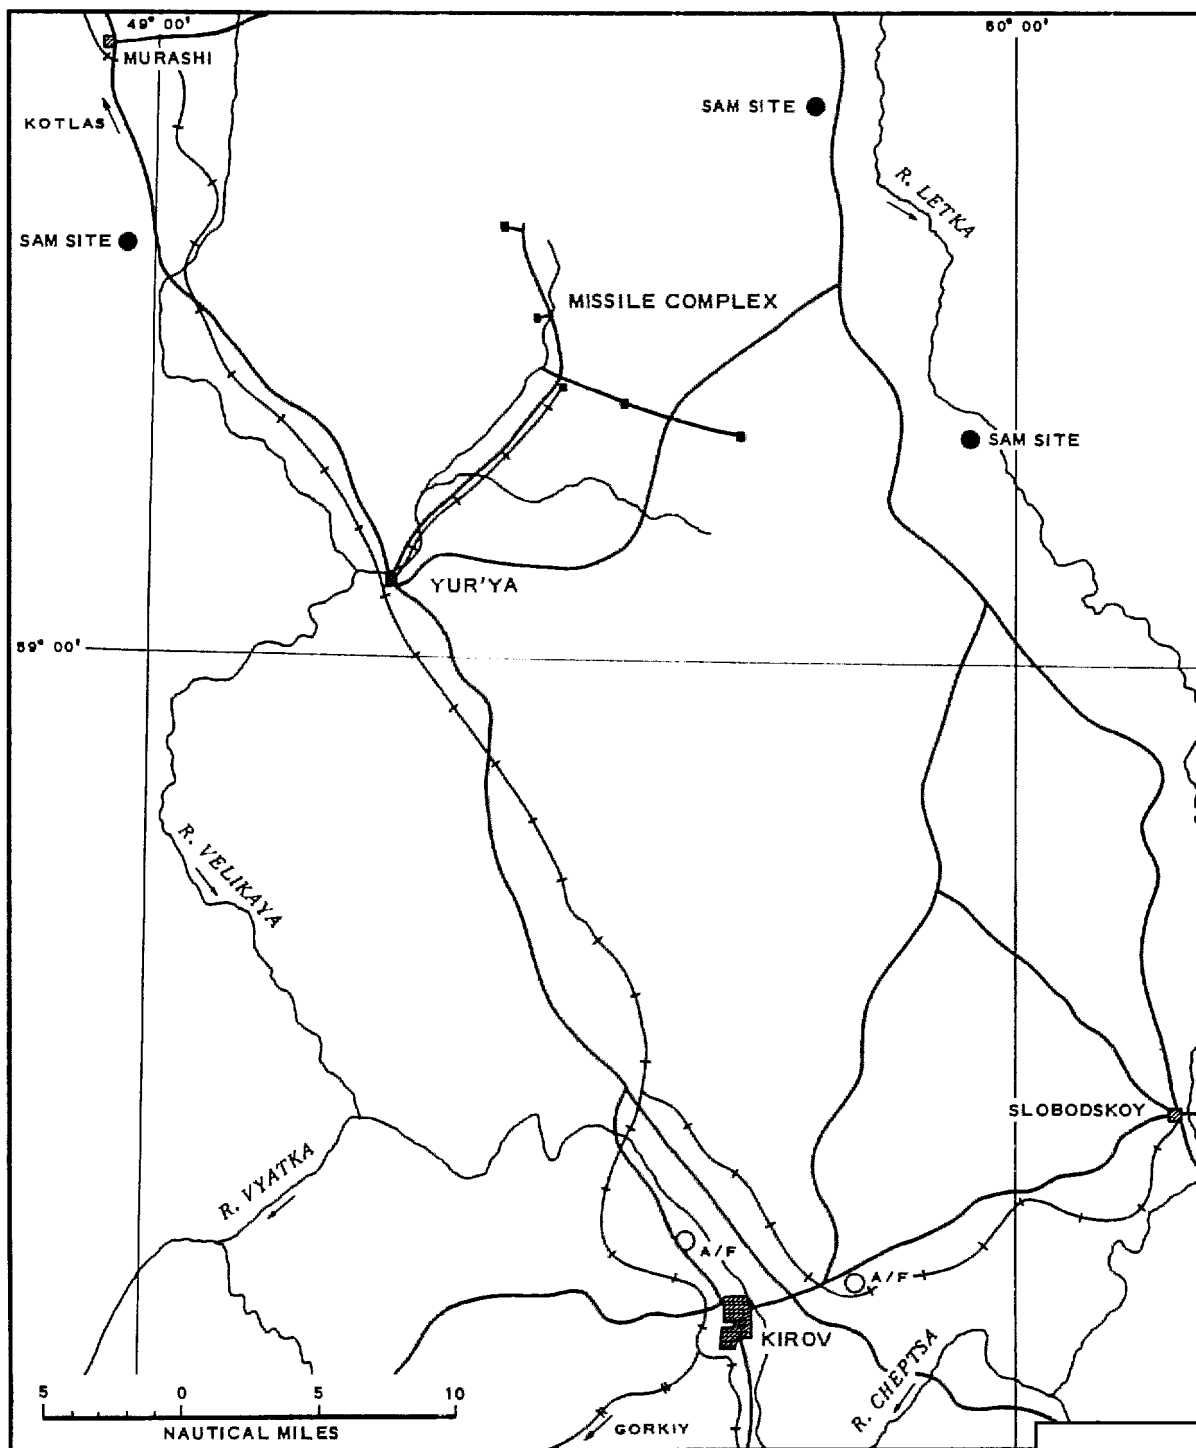 49° 00'
60° 00'
MURASHI
KOTLAS
SAM SITE
R. LETKA
SAM SITE
MISSILE COMPLEX
SAM SITE
YUR'YA
59° 00'
R. VELIKAYA
SLOBODSKOY
R. VYATKA
A/F
A/F
KIROV
R. CHEPTSA
5 0 5 10
NAUTICAL MILES
GORKIY